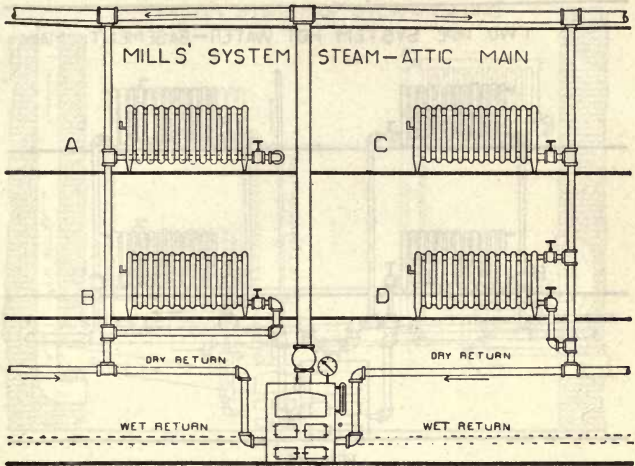 MILLS' SYSTEM STEAM-ATTIC MAIN
A
C
B
D
DRY RETURN
DRY RETURN
WET RETURN
WET RETURN